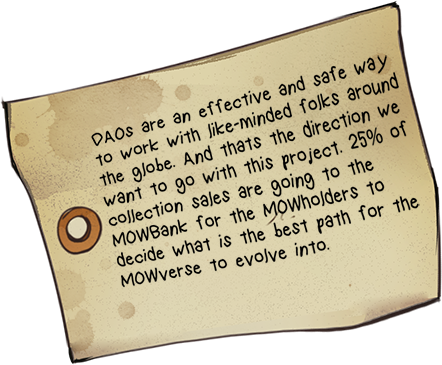 DAOs are an effective and safe way
to work with like-minded folks around
the globe. And thats the direction we
want to go with this project. 25% of
collection sales are going to the
MOWBank for the MOWholders to
decide what is the best path for the
MOWverse to evolve into.